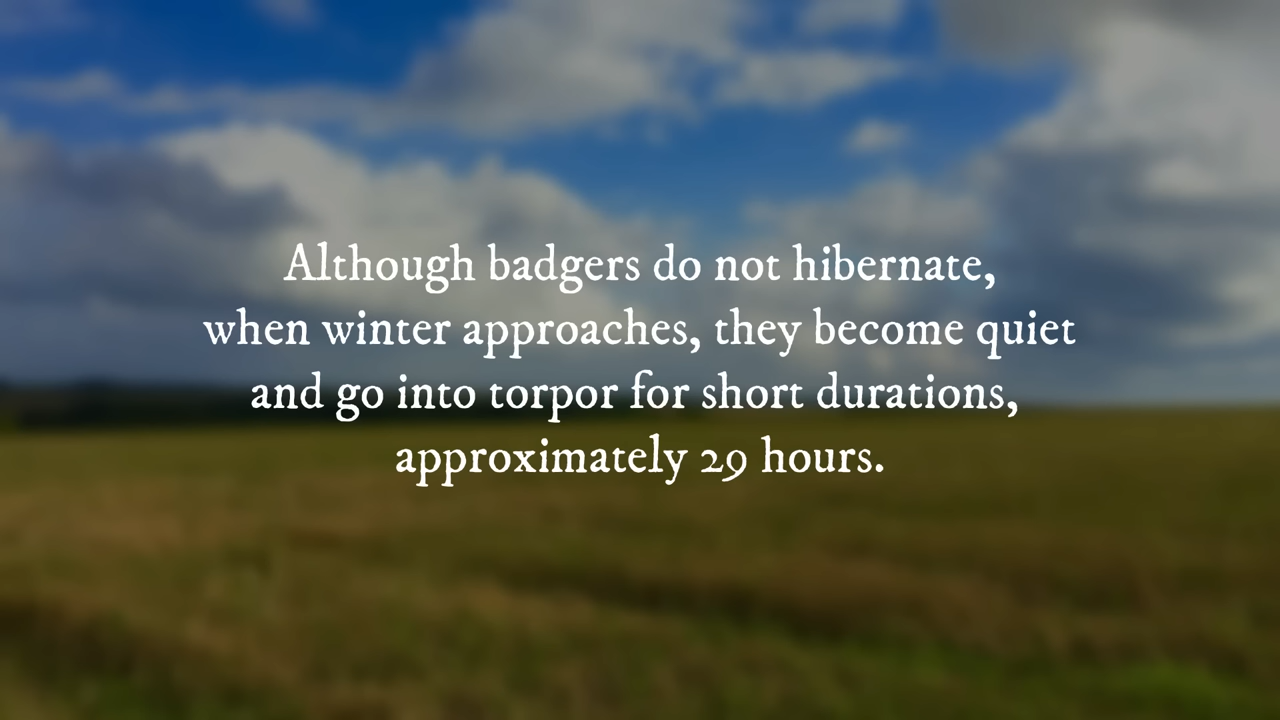 Although badgers do not hibernate,
when winter approaches, they become quiet
and go into torpor for short durations,
approximately 29 hours.